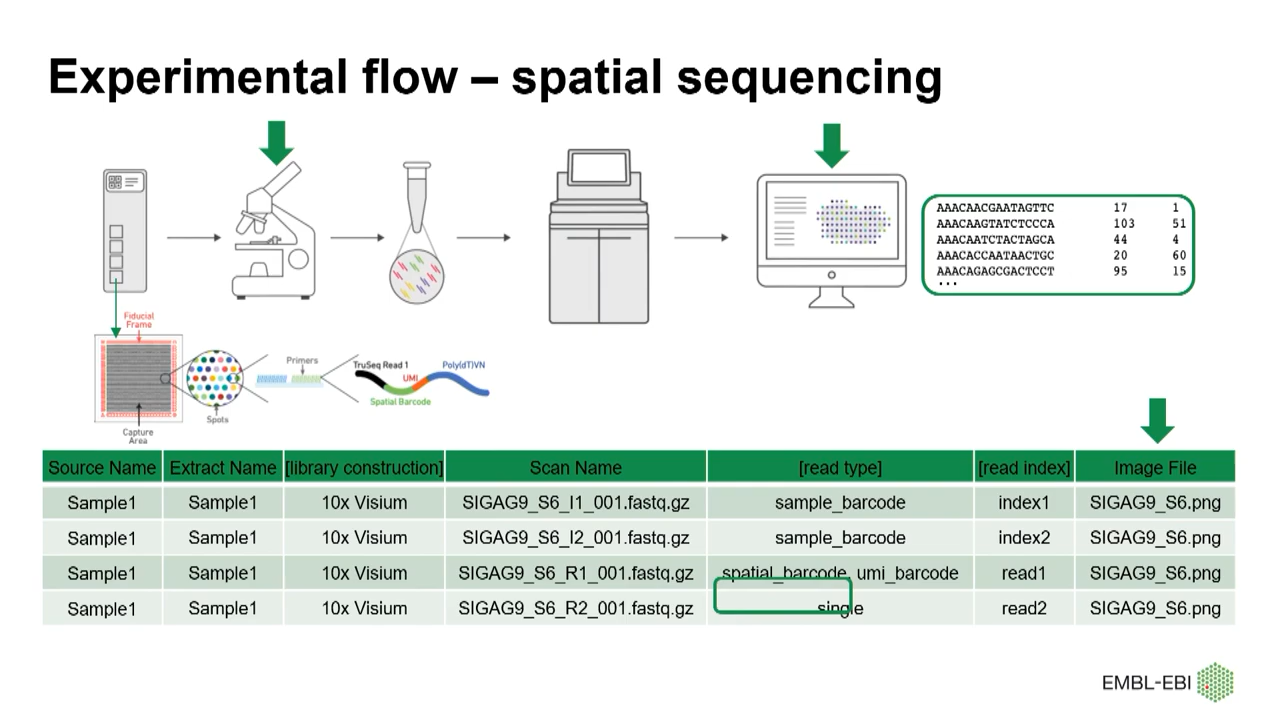 Experimental flow – spatial sequencing
AAACAACGAATAGTTC 17 1
AAACAAGTATCTCCCA 103 51
AAACAATCTACTAGCA 44 4
AAACACCAATAACTGC 20 60
AAACAGAGCGACTCCT 95 15
...
Fiducial
Frame
Capture
Area
Spots
Primers
TruSeq Read 1
UMI
Poly(dT)VN
Spatial Barcode
Source Name Extract Name [library construction] Scan Name [read type] [read index] Image File
Sample1 Sample1 10x Visium SIGAG9_S6_I1_001.fastq.gz sample_barcode index1 SIGAG9_S6.png
Sample1 Sample1 10x Visium SIGAG9_S6_I2_001.fastq.gz sample_barcode index2 SIGAG9_S6.png
Sample1 Sample1 10x Visium SIGAG9_S6_R1_001.fastq.gz spatial_barcode, umi_barcode read1 SIGAG9_S6.png
Sample1 Sample1 10x Visium SIGAG9_S6_R2_001.fastq.gz single read2 SIGAG9_S6.png
EMBL-EBI